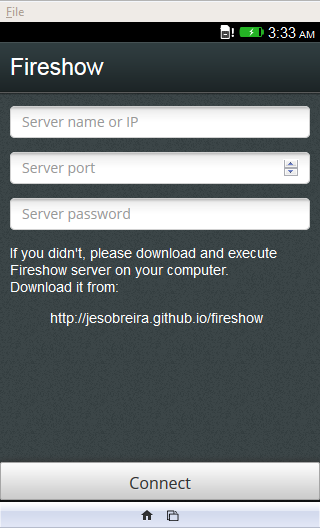 File
3:33 AM
Fireshow
Server name or IP
Server port
Server password
If you didn't, please download and execute
Fireshow server on your computer.
Download it from:
http://jesobreira.github.io/fireshow
Connect